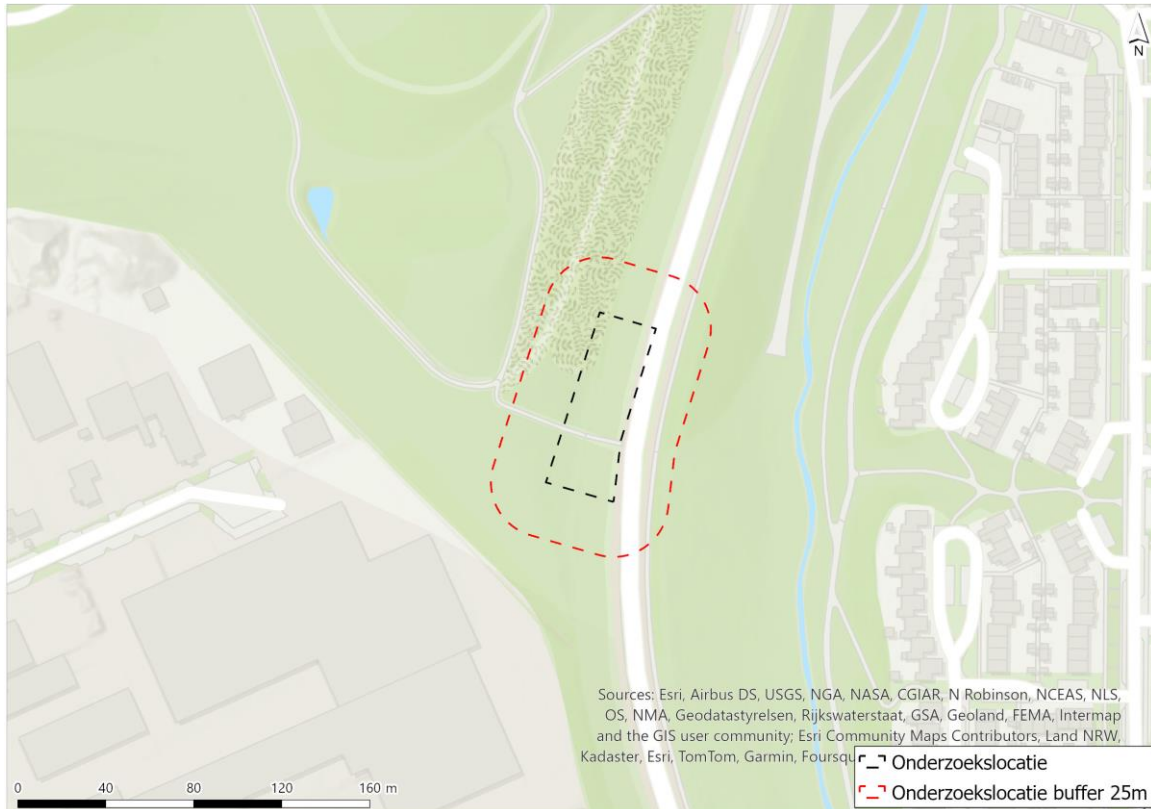 N
Sources: Esri, Airbus DS, USGS, NGA, NASA, CGIAR, N Robinson, NCEAS, NLS,
OS, NMA, Geodatastyrelsen, Rijkswaterstaat, GSA, Geoland, FEMA, Intermap
and the GIS user community; Esri Community Maps Contributors, Land NRW,
Kadaster, Esri, TomTom, Garmin,
Onderzoekslocatie
Onderzoekslocatie buffer 25m
0 40 80 120 160 m